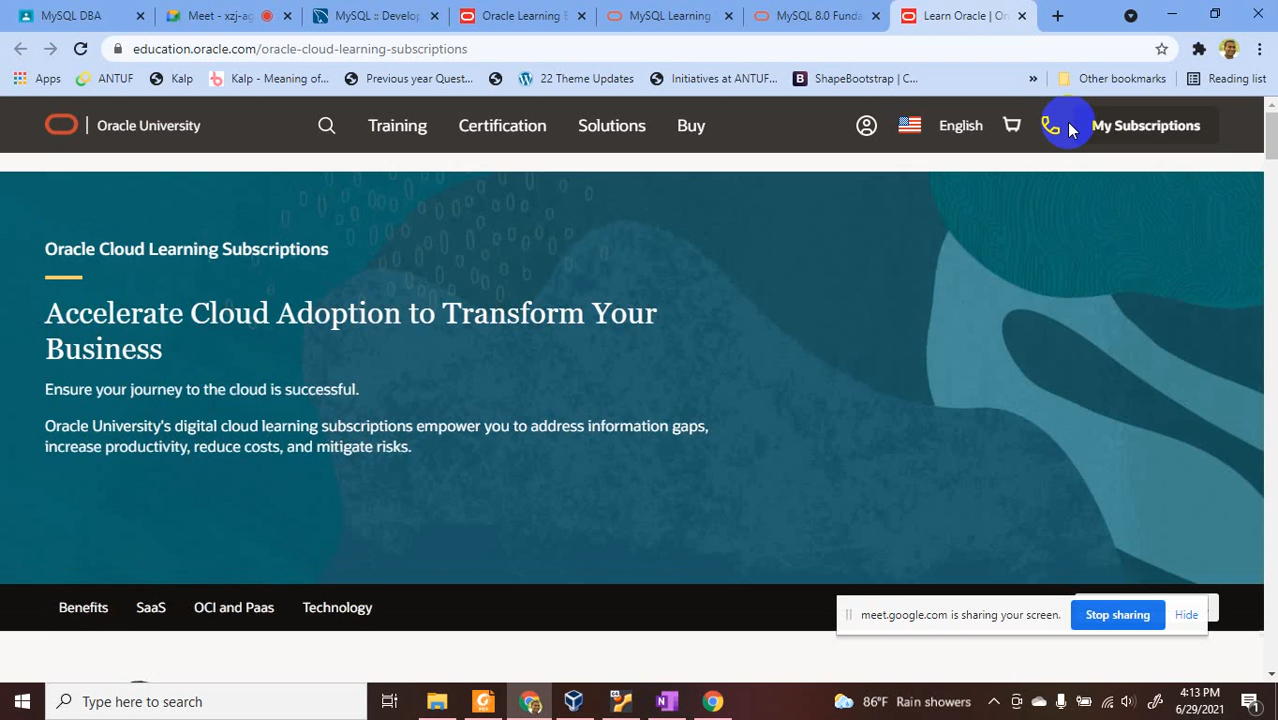 MySQL DBA
Meet - xzj-ag
MySQL :: Develop
Oracle Learning E
MySQL Learning
MySQL 8.0 Funda
Learn Oracle | Or
education.oracle.com/oracle-cloud-learning-subscriptions
Apps
ANTUF
Kalp
Kalp - Meaning of...
Previous year Quest...
22 Theme Updates
Initiatives at ANTUF...
ShapeBootstrap | C...
»
Other bookmarks
Reading list
Oracle University
Training
Certification
Solutions
Buy
English
My Subscriptions
Oracle Cloud Learning Subscriptions
Accelerate Cloud Adoption to Transform Your
Business
Ensure your journey to the cloud is successful.
Oracle University's digital cloud learning subscriptions empower you to address information gaps,
increase productivity, reduce costs, and mitigate risks.
Benefits
SaaS
OCI and Paas
Technology
meet.google.com is sharing your screen.
Stop sharing
Hide
Type here to search
86°F Rain showers
4:13 PM
6/29/2021
1